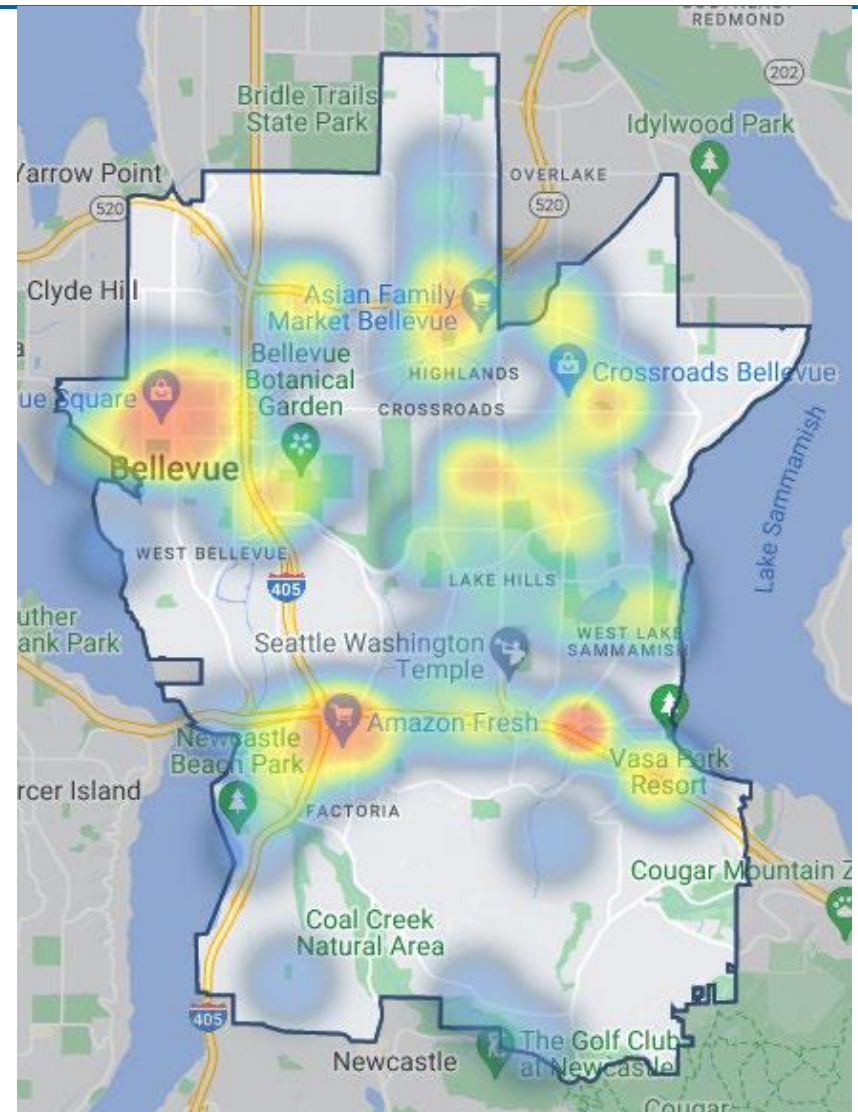 REDMOND
202
Bridle Trails
State Park
Idylwood Park
Yarrow Point
OVERLAKE
520
520
Clyde Hill
Asian Family
Market Bellevue
Bellevue
Botanical
Garden
HIGHLANDS
Crossroads Bellevue
ue Square
CROSSROADS
Bellevue
Lake Sammamish
WEST BELLEVUE
405
LAKE HILLS
uther
ank Park
Seattle Washington
Temple
WEST LAKE
SAMMAMISH
Amazon Fresh
Newcastle
Beach Park
Vasa Park
Resort
rcer Island
FACTORIA
Cougar Mountain Z
Coal Creek
Natural Area
405
The Golf Club
at Newcastle
Newcastle
Cougar